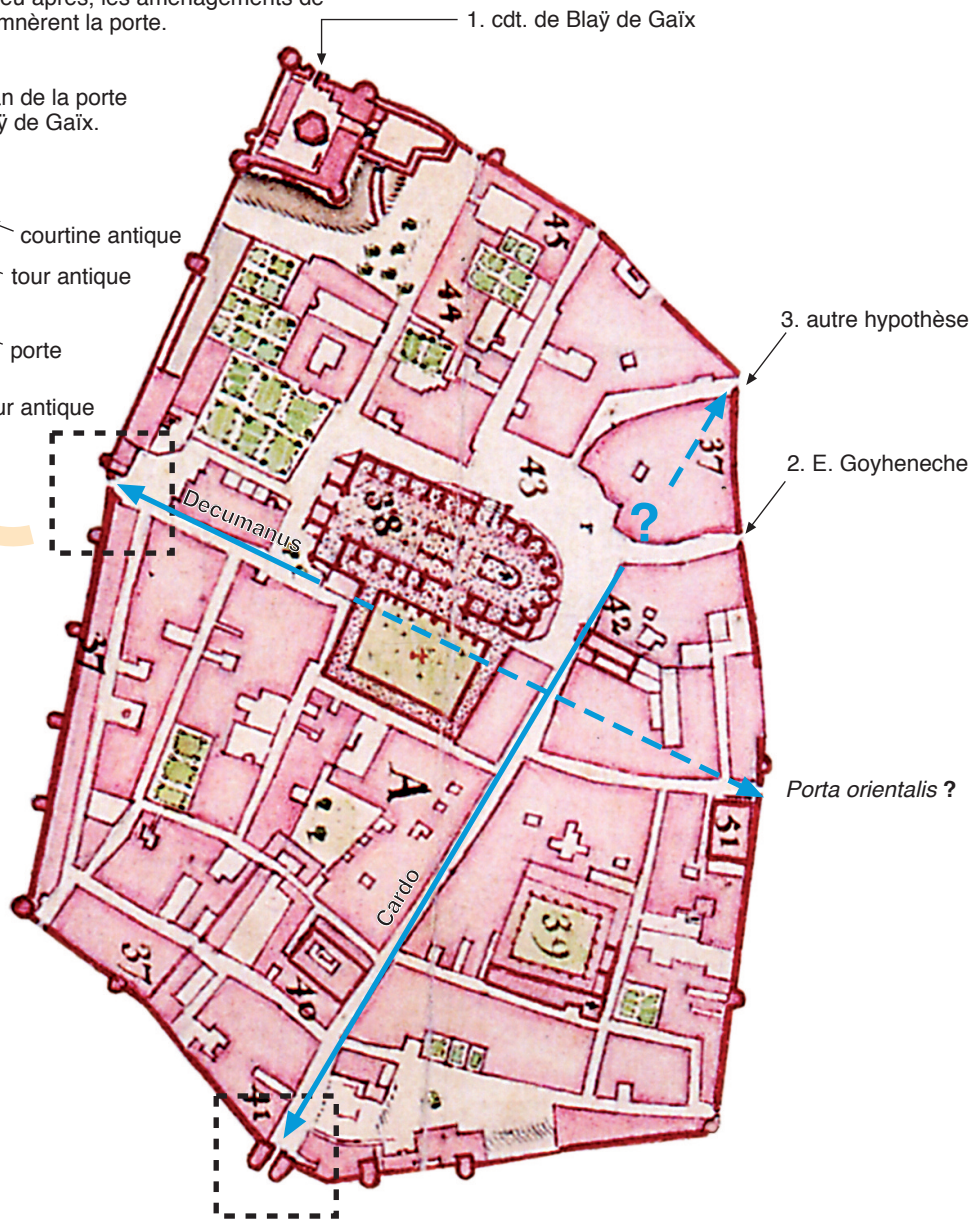 eu après, les aménagements de
mnèrent la porte.
1. cdt. de Blaÿ de Gaïx
n de la porte
ÿ de Gaïx.
courtine antique
tour antique
porte
ur antique
3. autre hypothèse
2. E. Goyheneche
45
44
37
43
38
Decumanus
?
42
37
A
Porta orientalis ?
51
Cardo
39
37
40
41